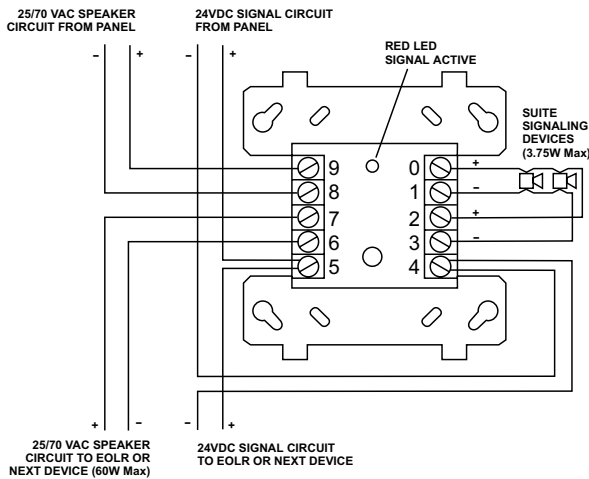 25/70 VAC SPEAKER
CIRCUIT FROM PANEL
24VDC SIGNAL CIRCUIT
FROM PANEL
– +
– +
RED LED
SIGNAL ACTIVE
SUITE
SIGNALING
DEVICES
(3.75W Max)
9
8
7
6
5
0
1
2
3
4
+
–
+
–
+ –
– +
25/70 VAC SPEAKER
CIRCUIT TO EOLR OR
NEXT DEVICE (60W Max)
24VDC SIGNAL CIRCUIT
TO EOLR OR NEXT DEVICE